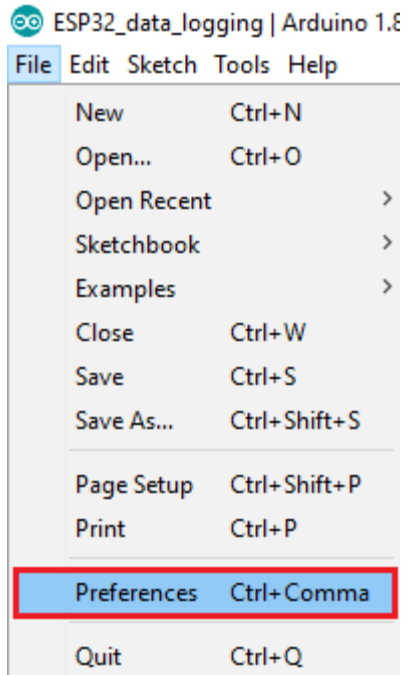 ESP32_data_logging | Arduino 1.8
File Edit Sketch Tools Help
New Ctrl+N
Open... Ctrl+O
Open Recent >
Sketchbook >
Examples >
Close Ctrl+W
Save Ctrl+S
Save As... Ctrl+Shift+S
Page Setup Ctrl+Shift+P
Print Ctrl+P
Preferences Ctrl+Comma
Quit Ctrl+Q